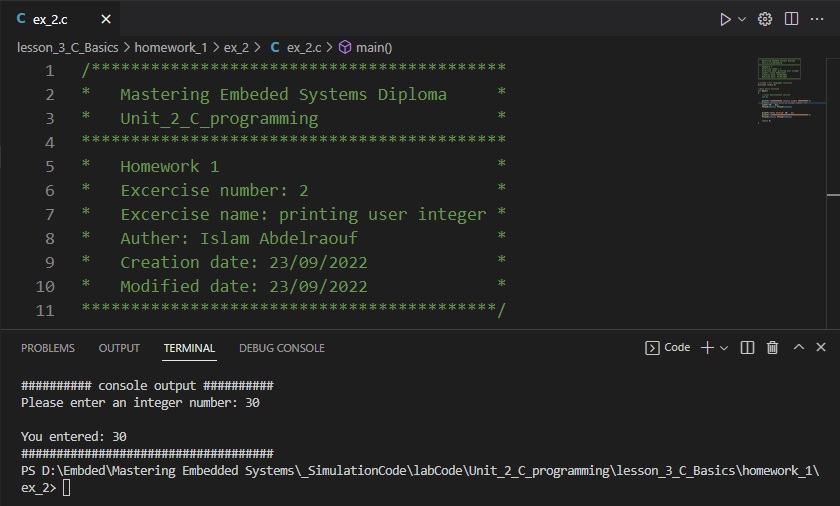 C ex_2.c
lesson_3_C_Basics > homework_1 > ex_2 > C ex_2.c > main()
1 /******************************************
2 * Mastering Embeded Systems Diploma *
3 * Unit_2_C_programming *
4 *******************************************
5 * Homework 1 *
6 * Excercise number: 2 *
7 * Excercise name: printing user integer *
8 * Auther: Islam Abdelraouf *
9 * Creation date: 23/09/2022 *
10 * Modified date: 23/09/2022 *
11 ******************************************/
PROBLEMS OUTPUT TERMINAL DEBUG CONSOLE Code
########## console output ##########
Please enter an integer number: 30
You entered: 30
####################################
PS D:\Embded\Mastering Embedded Systems\_SimulationCode\labCode\Unit_2_C_programming\lesson_3_C_Basics\homework_1\
ex_2>